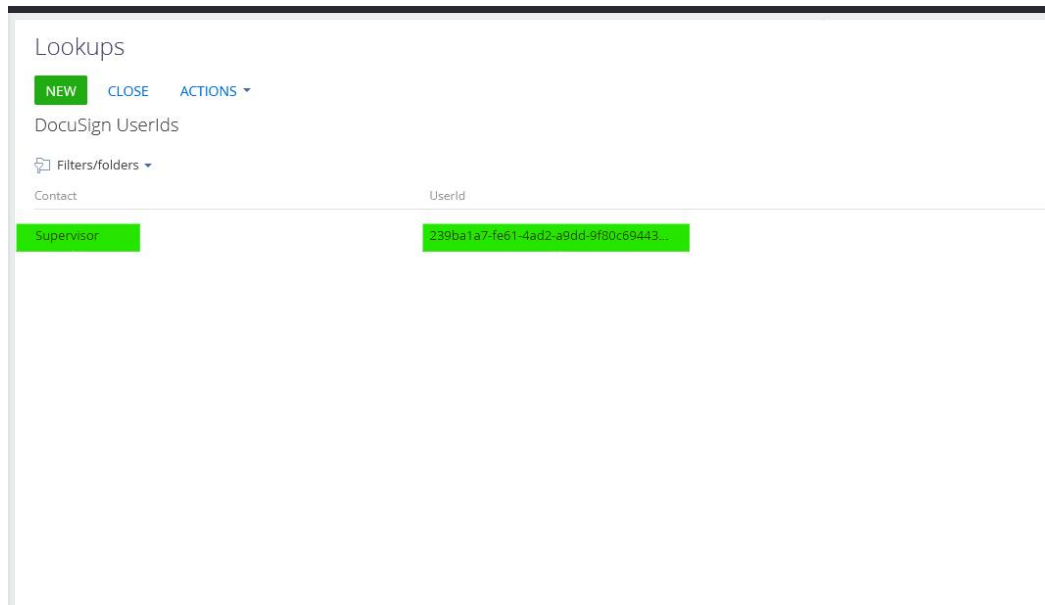 Lookups
NEW CLOSE ACTIONS
DocuSign UserIds
Filters/folders
Contact UserId
Supervisor 239ba1a7-fe61-4ad2-a9dd-9f80c69443...